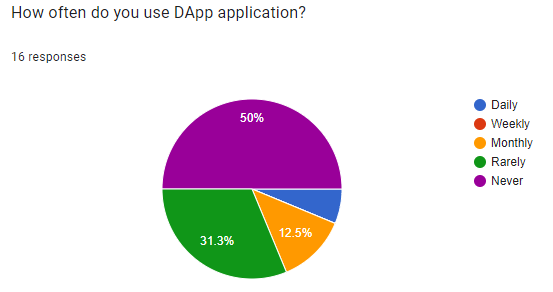 How often do you use DApp application?
16 responses
50%
31.3%
12.5%
Daily
Weekly
Monthly
Rarely
Never